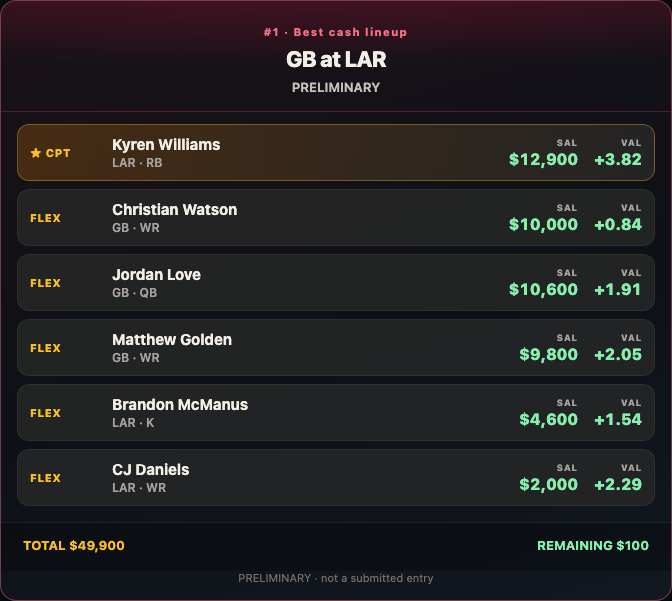 #1 · Best cash lineup
GB at LAR
PRELIMINARY
★ CPT
Kyren Williams
LAR · RB
SAL
$12,900
VAL
+3.82
FLEX
Christian Watson
GB · WR
SAL
$10,000
VAL
+0.84
FLEX
Jordan Love
GB · QB
SAL
$10,600
VAL
+1.91
FLEX
Matthew Golden
GB · WR
SAL
$9,800
VAL
+2.05
FLEX
Brandon McManus
LAR · K
SAL
$4,600
VAL
+1.54
FLEX
CJ Daniels
LAR · WR
SAL
$2,000
VAL
+2.29
TOTAL $49,900
REMAINING $100
PRELIMINARY · not a submitted entry